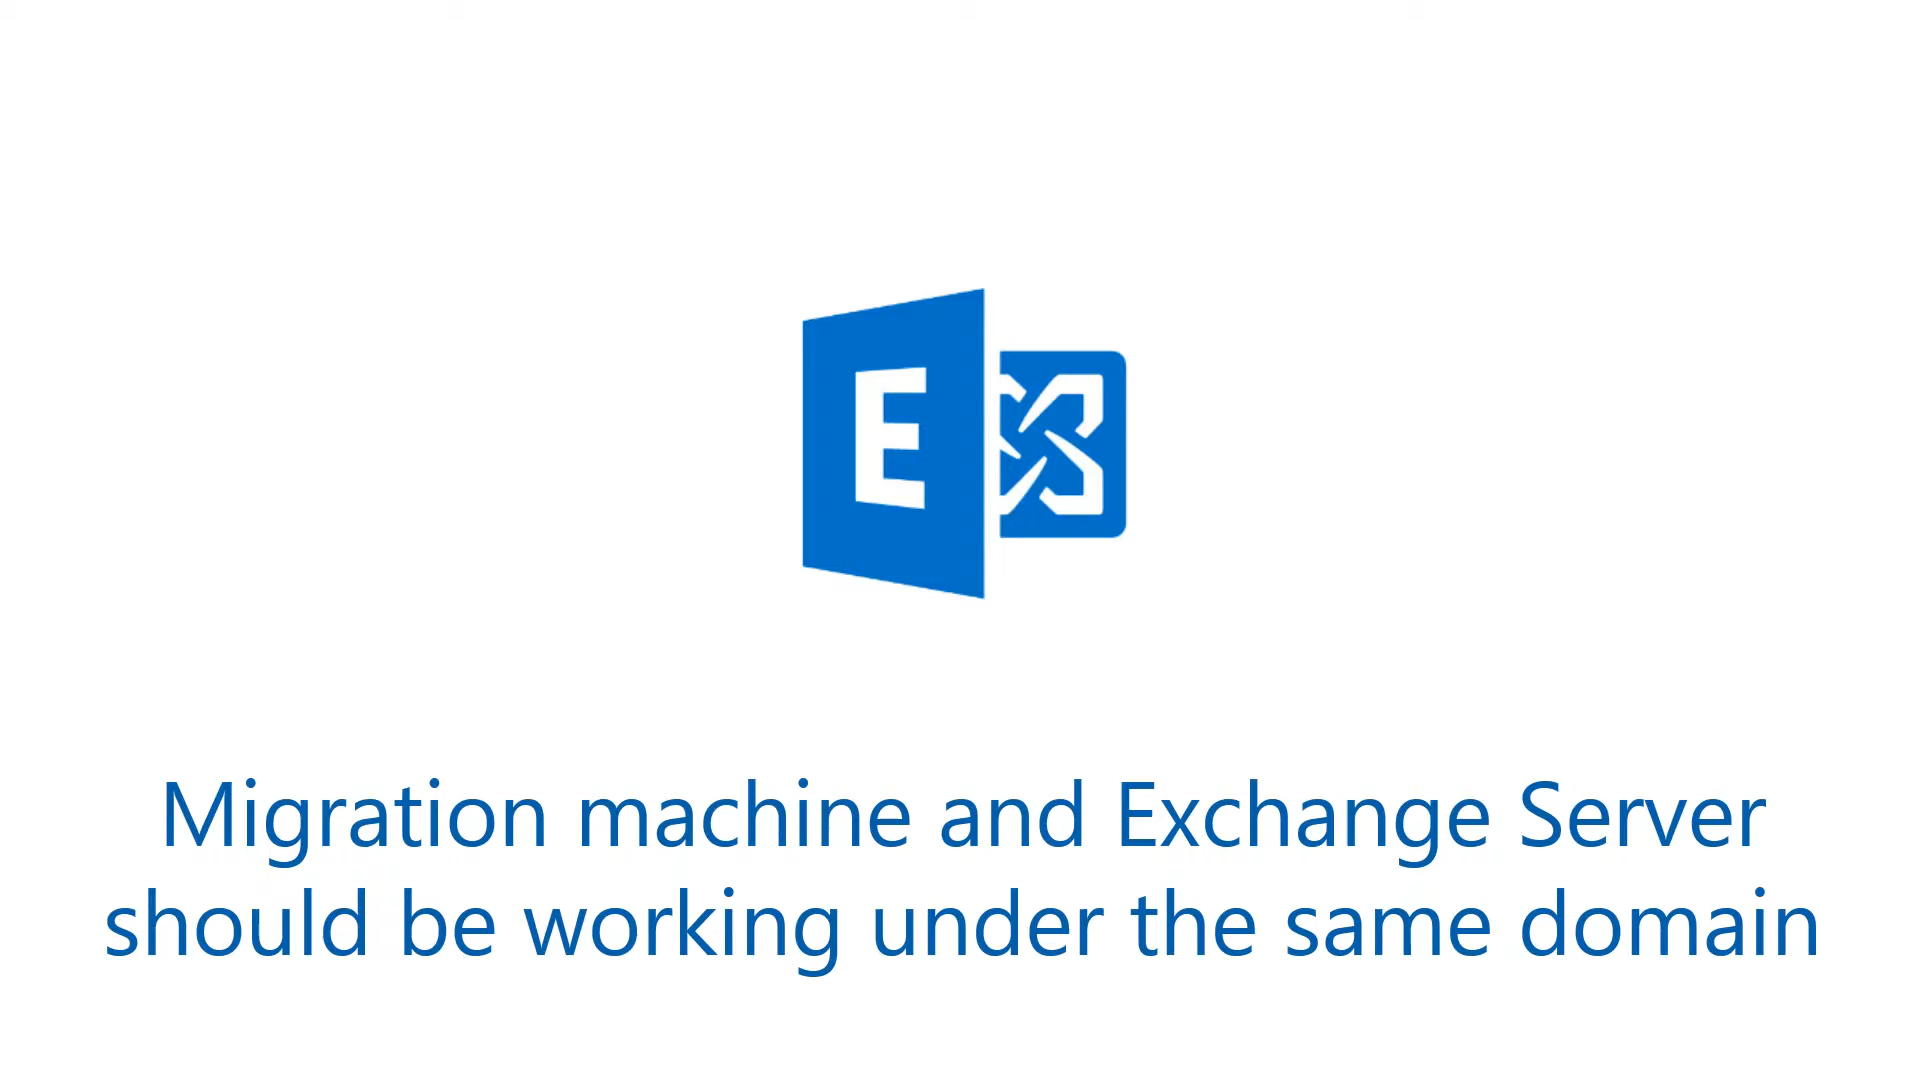 E
Migration machine and Exchange Server
should be working under the same domain